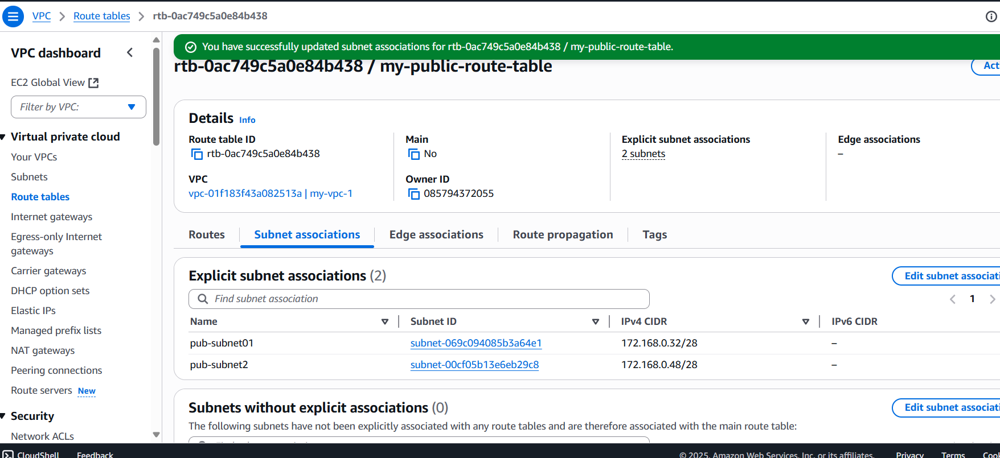 VPC > Route tables > rtb-0ac749c5a0e84b438
VPC dashboard
EC2 Global View
Filter by VPC:
Virtual private cloud
Your VPCs
Subnets
Route tables
Internet gateways
Egress-only Internet
gateways
Carrier gateways
DHCP option sets
Elastic IPs
Managed prefix lists
NAT gateways
Peering connections
Route servers New
Security
Network ACLs
You have successfully updated subnet associations for rtb-0ac749c5a0e84b438 / my-public-route-table.
rtb-0ac749c5a0e84b438 / my-public-route-table
Act
Details Info
Route table ID
rtb-0ac749c5a0e84b438
Main
No
Explicit subnet associations
2 subnets
Edge associations
–
VPC
vpc-01f183f43a082513a | my-vpc-1
Owner ID
085794372055
Routes Subnet associations Edge associations Route propagation Tags
Explicit subnet associations (2)
Edit subnet associati
Find subnet association
1
Name Subnet ID IPv4 CIDR IPv6 CIDR
pub-subnet01 subnet-069c094085b3a64e1 172.168.0.32/28 –
pub-subnet2 subnet-00cf05b13e6eb29c8 172.168.0.48/28 –
Subnets without explicit associations (0)
Edit subnet associati
The following subnets have not been explicitly associated with any route tables and are therefore associated with the main route table:
CloudShell Feedback © 2025, Amazon Web Services, Inc. or its affiliates. Privacy Terms Cook